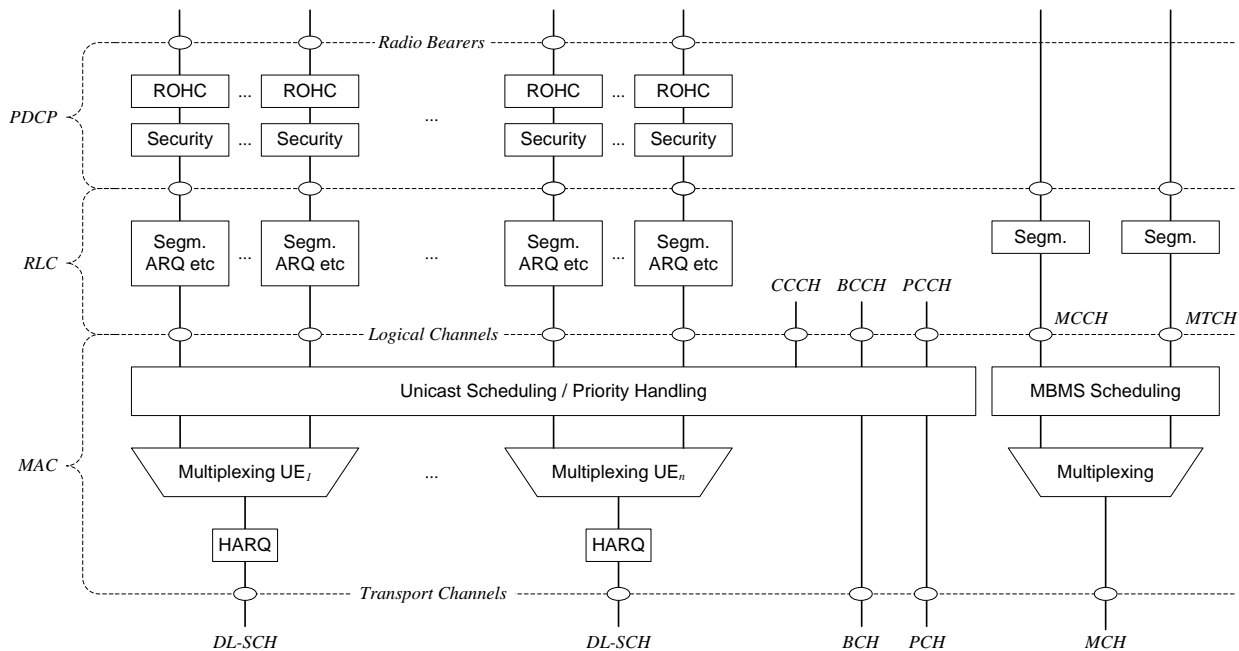 Radio Bearers
ROHC ... ROHC ROHC ... ROHC
PDCP ...
Security ... Security Security ... Security
Segm. ARQ etc ... Segm. ARQ etc ... Segm. ARQ etc ... Segm. ARQ etc Segm. Segm.
RLC
CCCH BCCH PCCH
MCCH MTCH
Logical Channels
Unicast Scheduling / Priority Handling MBMS Scheduling
MAC Multiplexing UE1 ... Multiplexing UEn Multiplexing
HARQ HARQ
Transport Channels
DL-SCH DL-SCH BCH PCH MCH